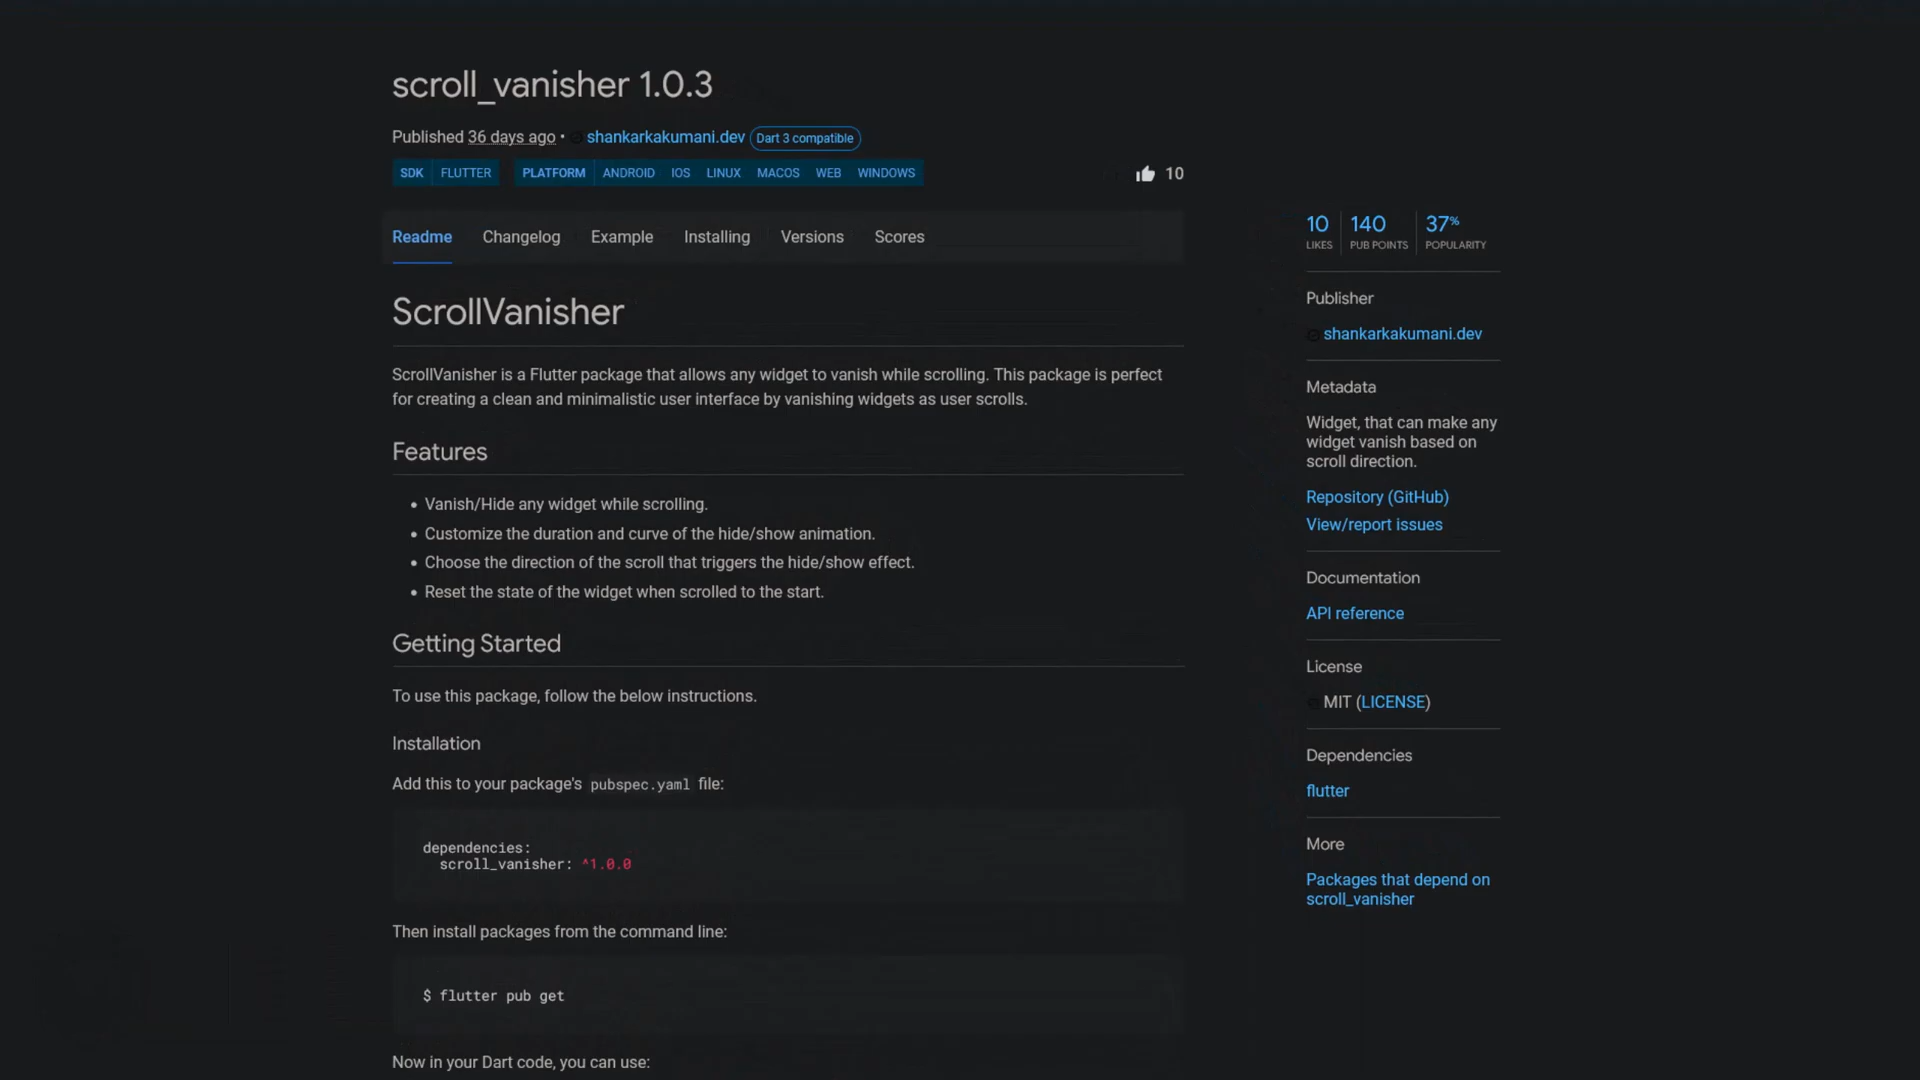 scroll_vanisher 1.0.3
Published 36 days ago • shankarkakumani.dev Dart 3 compatible
SDK FLUTTER PLATFORM ANDROID IOS LINUX MACOS WEB WINDOWS
10
Readme Changelog Example Installing Versions Scores
ScrollVanisher
ScrollVanisher is a Flutter package that allows any widget to vanish while scrolling. This package is perfect
for creating a clean and minimalistic user interface by vanishing widgets as user scrolls.
Features
• Vanish/Hide any widget while scrolling.
• Customize the duration and curve of the hide/show animation.
• Choose the direction of the scroll that triggers the hide/show effect.
• Reset the state of the widget when scrolled to the start.
Getting Started
To use this package, follow the below instructions.
Installation
Add this to your package's pubspec.yaml file:
dependencies:
scroll_vanisher: ^1.0.0
Then install packages from the command line:
$ flutter pub get
Now in your Dart code, you can use:
10 140 37%
LIKES PUB POINTS POPULARITY
Publisher
shankarkakumani.dev
Metadata
Widget, that can make any
widget vanish based on
scroll direction.
Repository (GitHub)
View/report issues
Documentation
API reference
License
MIT (LICENSE)
Dependencies
flutter
More
Packages that depend on
scroll_vanisher